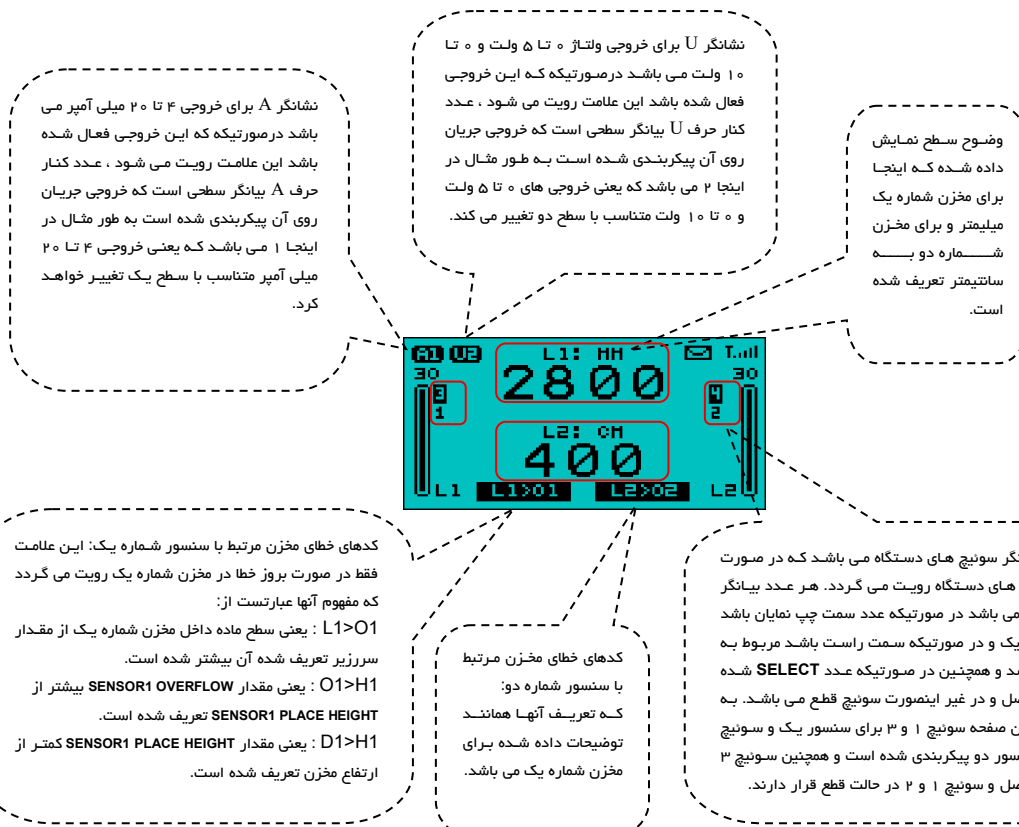 نشانگر U برای خروجی ولتاژ ۰ تا ۵ ولت و ۰ تا
۱۰ ولت می باشد درصورتیکه که این خروجی
فعال شده باشد این علامت رویت می شود ، عدد
کنار حرف U بیانگر سطحی است که خروجی جریان
روی آن پیکربندی شده است به طور مثال در
اینجا ۲ می باشد که یعنی خروجی های ۰ تا ۵ ولت
و ۰ تا ۱۰ ولت متناسب با سطح دو تغییر می کند.
نشانگر A برای خروجی ۴ تا ۲۰ میلی آمپر می
باشد درصورتیکه که این خروجی فعال شده
باشد این علامت رویت می شود ، عدد کنار
حرف A بیانگر سطحی است که خروجی جریان
روی آن پیکربندی شده است به طور مثال در
اینجا ۱ می باشد که یعنی خروجی ۴ تا ۲۰
میلی آمپر متناسب با سطح یک تغییر خواهد
کرد.
وضوح سطح نمایش
داده شده که اینجا
برای مخزن شماره یک
میلیمتر و برای مخزن
شماره دو به
سانتیمتر تعریف شده
است.
A1 U2 L1: MM T
30 2800 30
3 4
1 2
L2: CM
400
L1 L1>O1 L2>O2 L2
کدهای خطای مخزن مرتبط با سنسور شماره یک: این علامت
فقط در صورت بروز خطا در مخزن شماره یک رویت می گردد
که مفهوم آنها عبارتست از:
L1>O1 : یعنی سطح ماده داخل مخزن شماره یک از مقدار
سررزیر تعریف شده آن بیشتر شده است.
O1>H1 : یعنی مقدار SENSOR1 OVERFLOW بیشتر از
SENSOR1 PLACE HEIGHT تعریف شده است.
D1>H1 : یعنی مقدار SENSOR1 PLACE HEIGHT کمتر از
ارتفاع مخزن تعریف شده است.
کدهای خطای مخزن مرتبط
با سنسور شماره دو:
که تعریف آنها همانند
توضیحات داده شده برای
مخزن شماره یک می باشد.
گر سوئیچ های دستگاه می باشد که در صورت
های دستگاه رویت می گردد. هر عدد بیانگر
می باشد در صورتیکه عدد سمت چپ نمایان باشد
یک و در صورتیکه سمت راست باشد مربوط به
د و همچنین در صورتیکه عدد SELECT شده
صل و در غیر اینصورت سوئیچ قطع می باشد. به
ن صفحه سوئیچ ۱ و ۳ برای سنسور یک و سوئیچ
سور دو پیکربندی شده است و همچنین سوئیچ ۳
صل و سوئیچ ۱ و ۲ در حالت قطع قرار دارند.